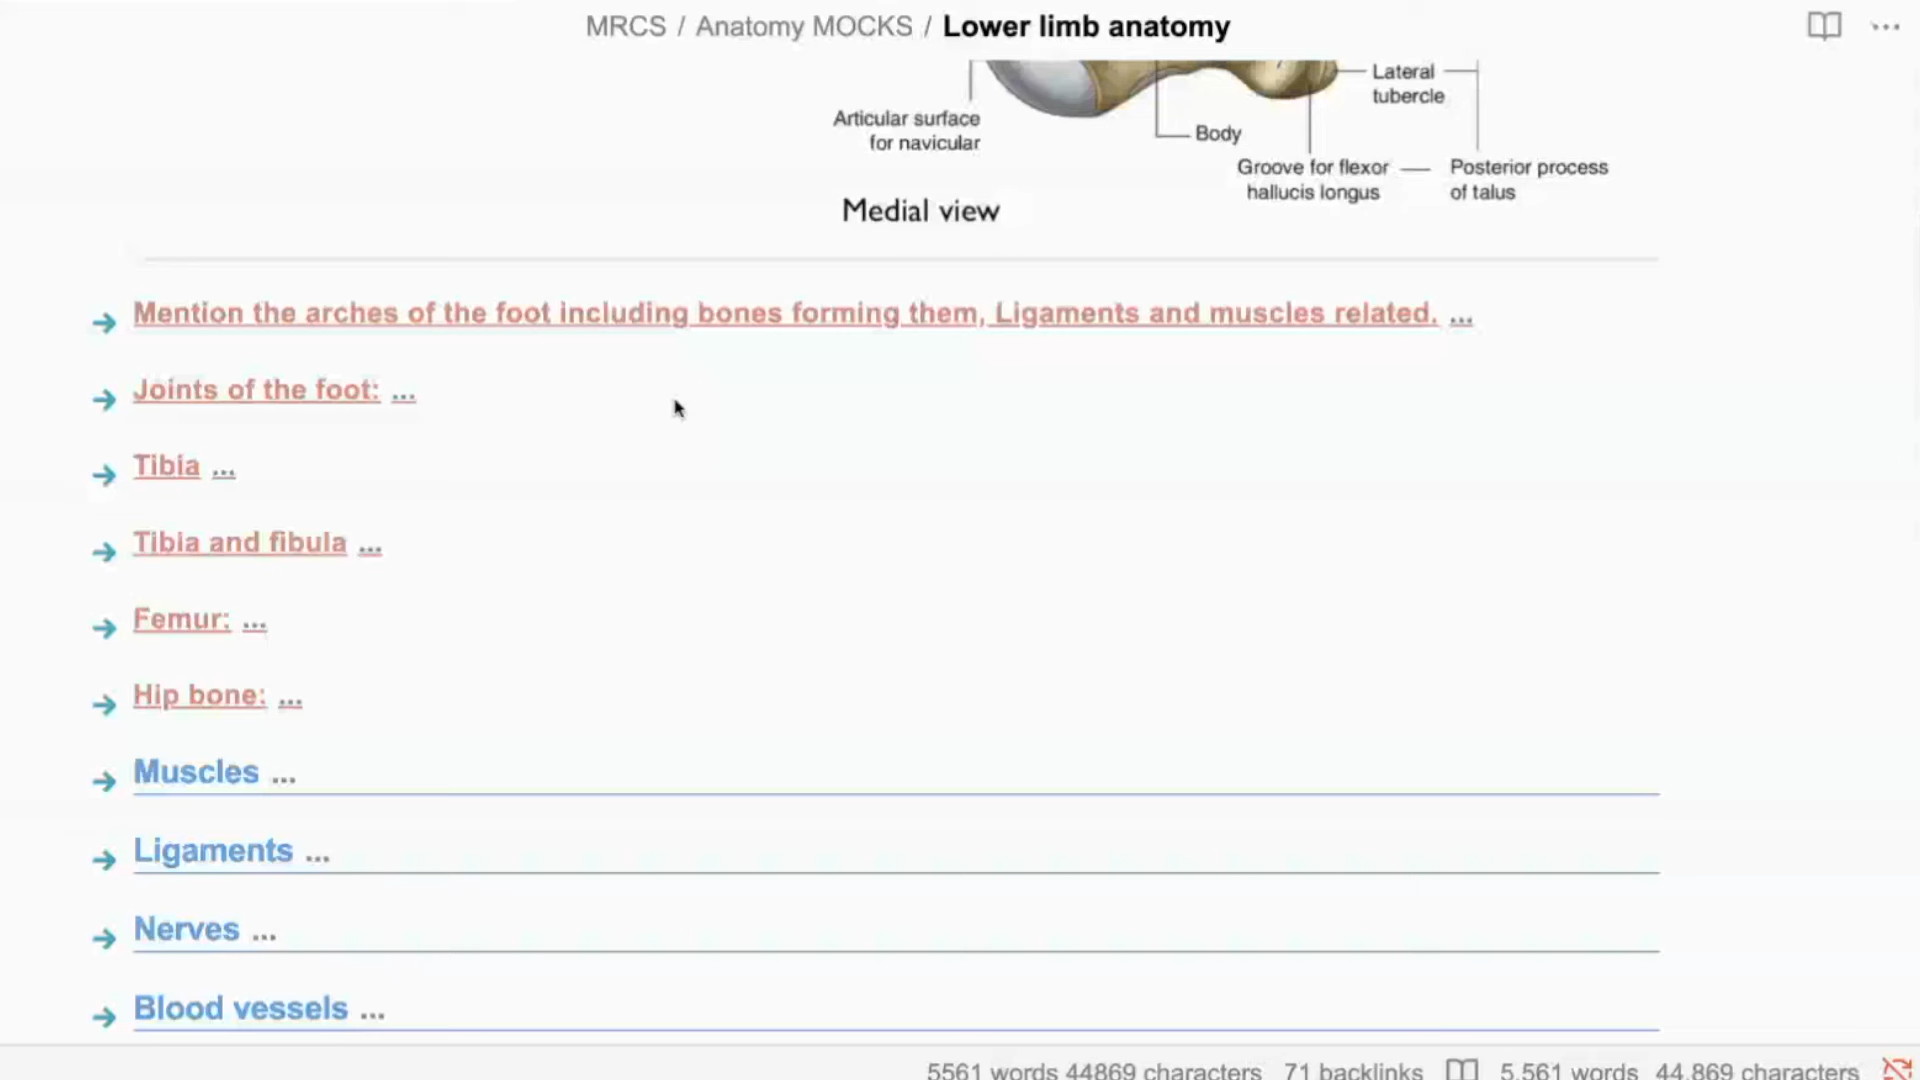 MRCS / Anatomy MOCKS / Lower limb anatomy
Lateral
tubercle
Articular surface
for navicular
Body
Groove for flexor
hallucis longus
Posterior process
of talus
Medial view
Mention the arches of the foot including bones forming them, Ligaments and muscles related. ...
Joints of the foot: ...
Tibia ...
Tibia and fibula ...
Femur: ...
Hip bone: ...
Muscles ...
Ligaments ...
Nerves ...
Blood vessels ...
5561 words 44869 characters 71 backlinks 5,561 words 44,869 characters